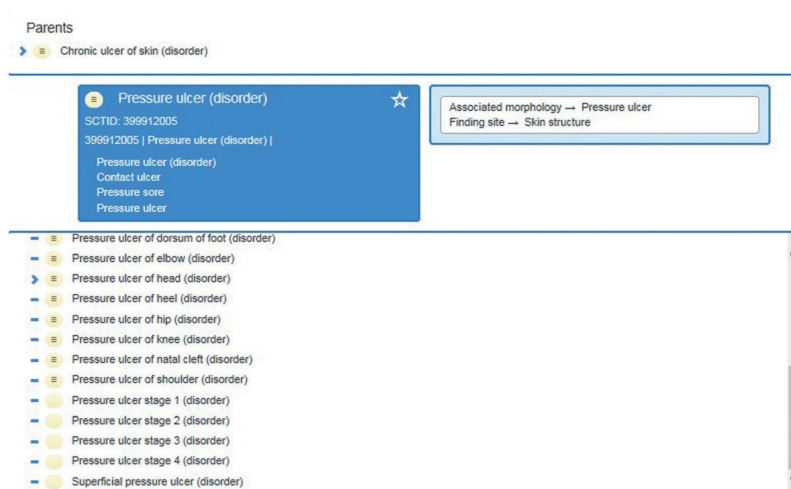 Parents
Chronic ulcer of skin (disorder)
Pressure ulcer (disorder)
SCTID: 399912005
399912005 | Pressure ulcer (disorder) |
Pressure ulcer (disorder)
Contact ulcer
Pressure sore
Pressure ulcer
Associated morphology → Pressure ulcer
Finding site → Skin structure
Pressure ulcer of dorsum of foot (disorder)
Pressure ulcer of elbow (disorder)
Pressure ulcer of head (disorder)
Pressure ulcer of heel (disorder)
Pressure ulcer of hip (disorder)
Pressure ulcer of knee (disorder)
Pressure ulcer of natal cleft (disorder)
Pressure ulcer of shoulder (disorder)
Pressure ulcer stage 1 (disorder)
Pressure ulcer stage 2 (disorder)
Pressure ulcer stage 3 (disorder)
Pressure ulcer stage 4 (disorder)
Superficial pressure ulcer (disorder)